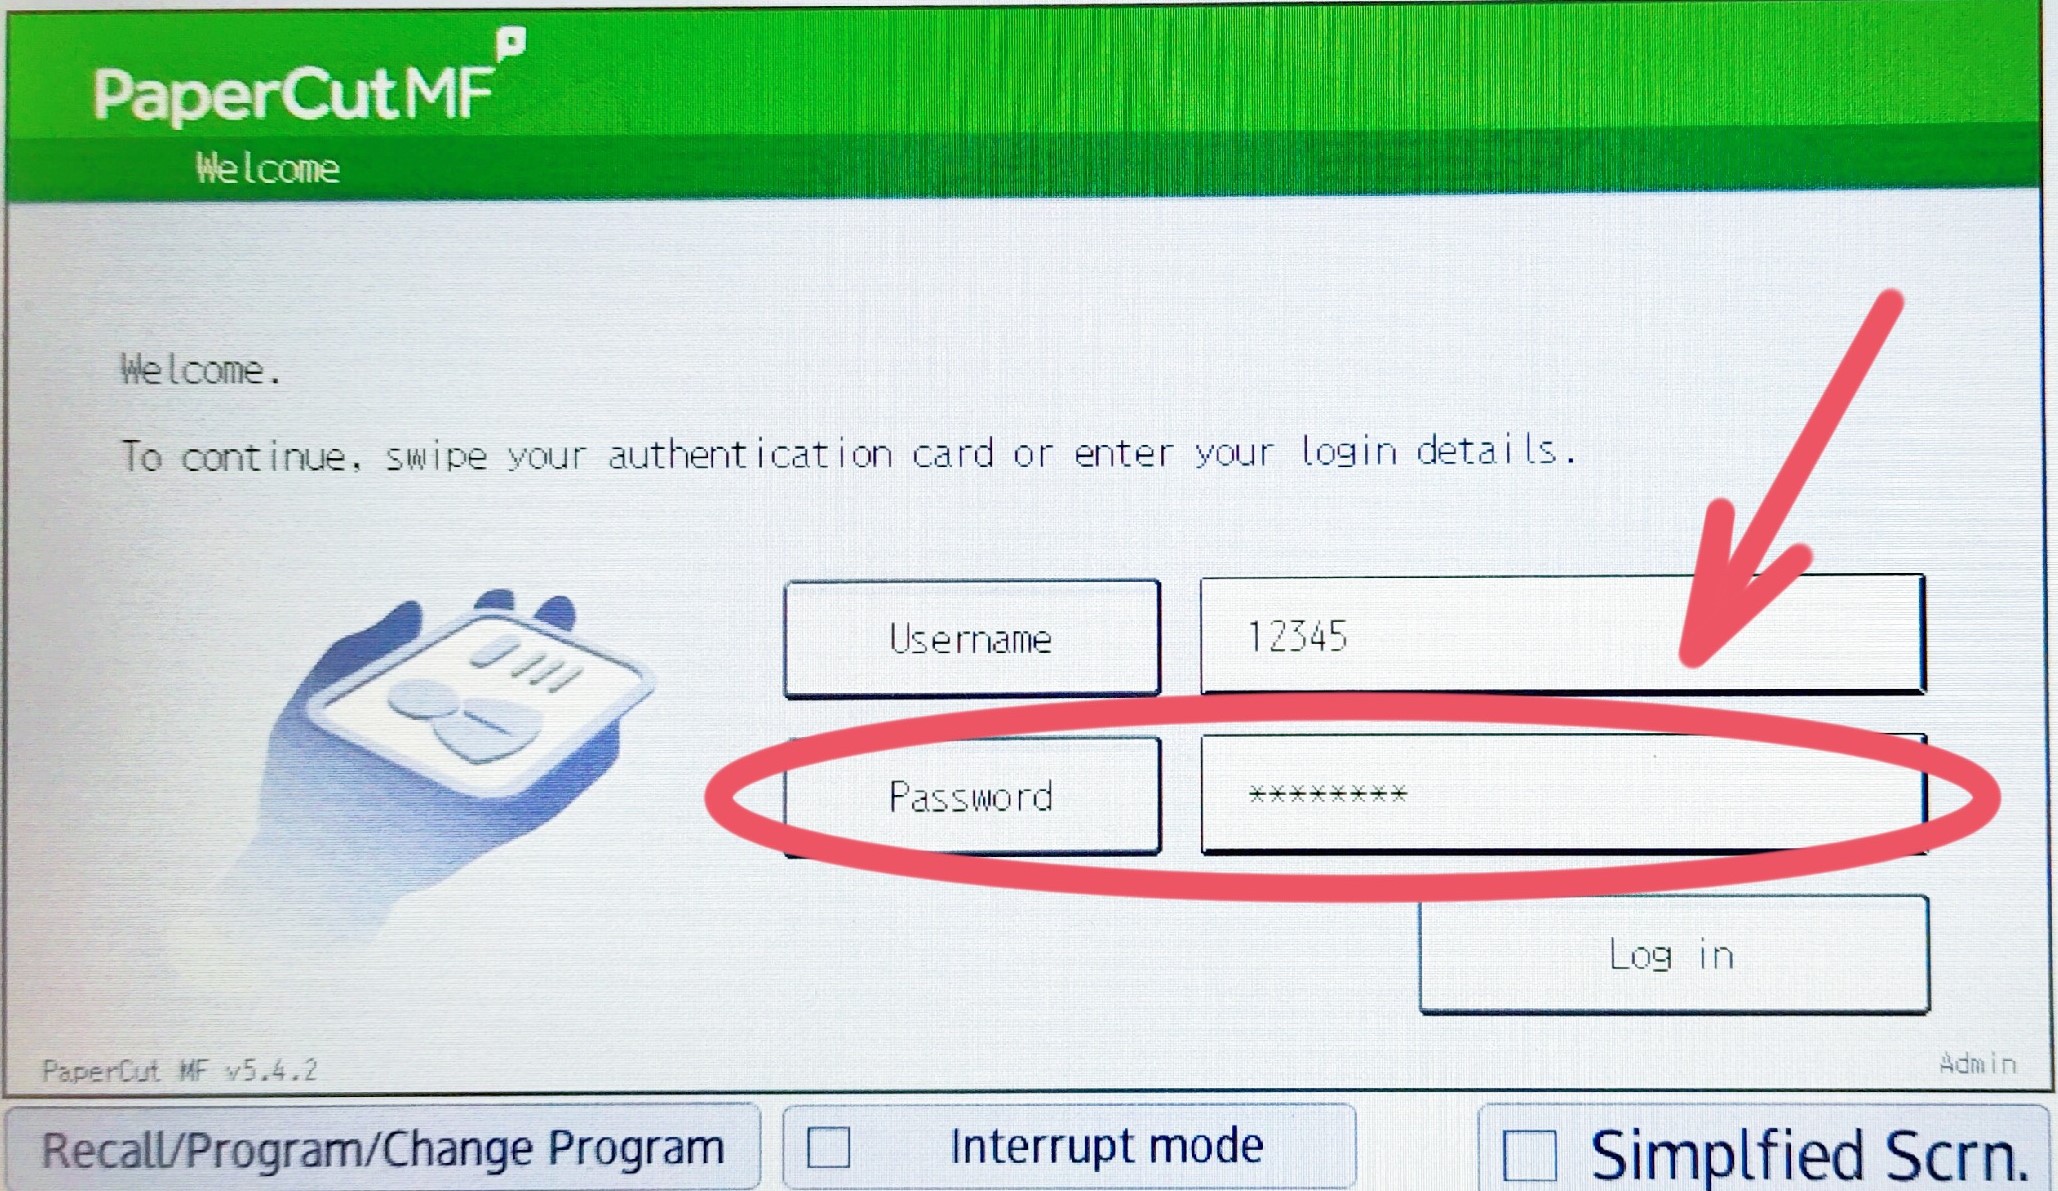 PaperCut MF
Welcome
Welcome.
To continue, swipe your authentication card or enter your login details.
Username 12345
Password ********
Log in
PaperCut MF v5.4.2
Admin
Recall/Program/Change Program
Interrupt mode
Simplfied Scrn.